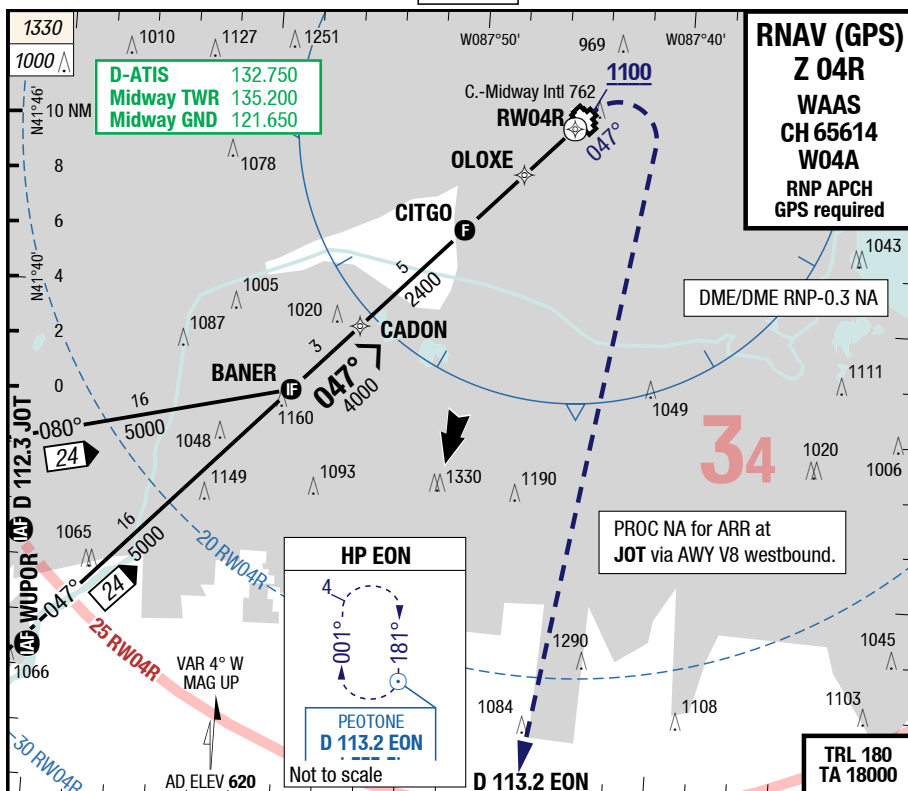 1330
1000
1010
1127
1251
W087°50'
969
W087°40'
RNAV (GPS)
Z 04R
WAAS
CH 65614
W04A
RNP APCH
GPS required
D-ATIS 132.750
Midway TWR 135.200
Midway GND 121.650
N41°46'
10 NM
C.-Midway Intl 762
1100
RW04R
047°
1078
8
OLOXE
6
CITGO
F
1043
N41°40'
4
5
2400
1005
1020
DME/DME RNP-0.3 NA
1087
2
CADON
3
BANER
IF
047°
4000
0
1111
16
5000
080°
24
1160
1048
1049
34
1020
1006
D 112.3 JOT
IAF
1149
1093
1330
1190
16
5000
1065
20 RW04R
PROC NA for ARR at
JOT via AWY V8 westbound.
24
047°
WUPOR
IAF
1066
25 RW04R
HP EON
4
001°
181°
PEOTONE
D 113.2 EON
Not to scale
VAR 4° W
MAG UP
1290
1045
1084
1108
1103
30 RW04R
AD ELEV 620
D 113.2 EON
TRL 180
TA 18000